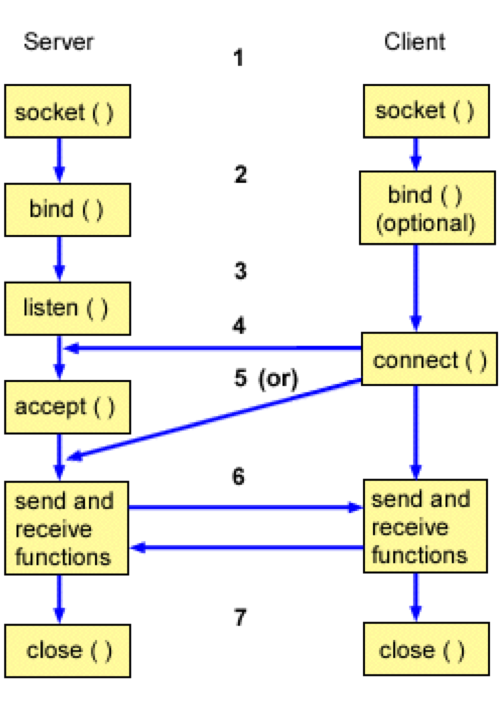 Server
Client
1
socket ( )
socket ( )
2
bind ( )
bind ( )
(optional)
3
listen ( )
4
connect ( )
5 (or)
accept ( )
6
send and
receive
functions
send and
receive
functions
7
close ( )
close ( )